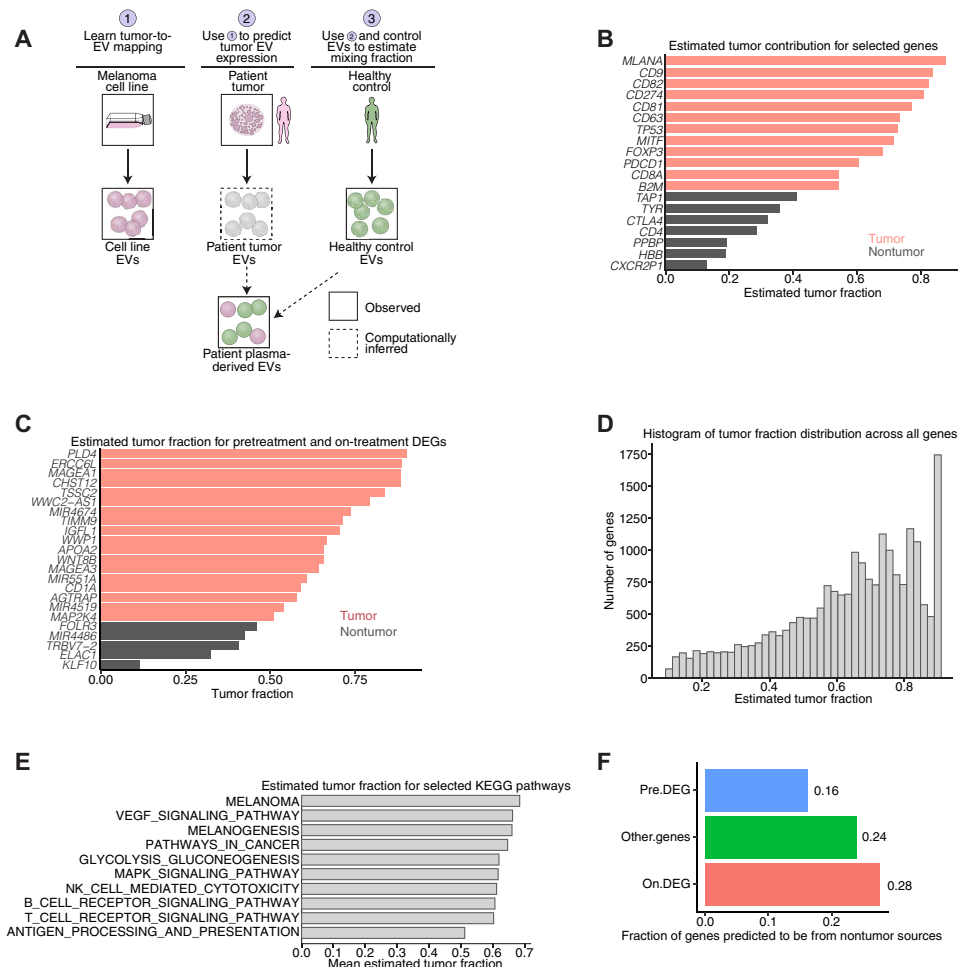 A
1
Learn tumor-to-
EV mapping
2
Use 1 to predict
tumor EV
expression
3
Use 2 and control
EVs to estimate
mixing fraction
Melanoma
cell line
Patient
tumor
Healthy
control
Cell line
EVs
Patient tumor
EVs
Healthy control
EVs
Observed
Computationally
inferred
Patient plasma-
derived EVs
B
Estimated tumor contribution for selected genes
MLANA
CD9
CD82
CD274
CD81
CD63
TP53
MITF
FOXP3
PDCD1
CD8A
B2M
TAP1
TYR
CTLA4
CD4
PPBP
HBB
CXCR2P1
Tumor
Nontumor
0.0 0.2 0.4 0.6 0.8
Estimated tumor fraction
C
Estimated tumor fraction for pretreatment and on-treatment DEGs
PLD4
ERCC6L
MAGEA1
CHST12
TSSC2
WWC2−AS1
MIR4674
TIMM9
IGFL1
WWP1
APOA2
WNT8B
MAGEA3
MIR551A
CD1A
AGTRAP
MIR4519
MAP2K4
FOLR3
MIR4486
TRBV7−2
ELAC1
KLF10
Tumor
Nontumor
0.00 0.25 0.50 0.75
Tumor fraction
D
Histogram of tumor fraction distribution across all genes
Number of genes
1750
1500
1250
1000
750
500
250
0
0.2 0.4 0.6 0.8
Estimated tumor fraction
E
Estimated tumor fraction for selected KEGG pathways
MELANOMA
VEGF_SIGNALING_PATHWAY
MELANOGENESIS
PATHWAYS_IN_CANCER
GLYCOLYSIS_GLUCONEOGENESIS
MAPK_SIGNALING_PATHWAY
NK_CELL_MEDIATED_CYTOTOXICITY
B_CELL_RECEPTOR_SIGNALING_PATHWAY
T_CELL_RECEPTOR_SIGNALING_PATHWAY
ANTIGEN_PROCESSING_AND_PRESENTATION
0.0 0.1 0.2 0.3 0.4 0.5 0.6 0.7
Mean estimated tumor fraction
F
Pre.DEG 0.16
Other.genes 0.24
On.DEG 0.28
0.0 0.1 0.2
Fraction of genes predicted to be from nontumor sources